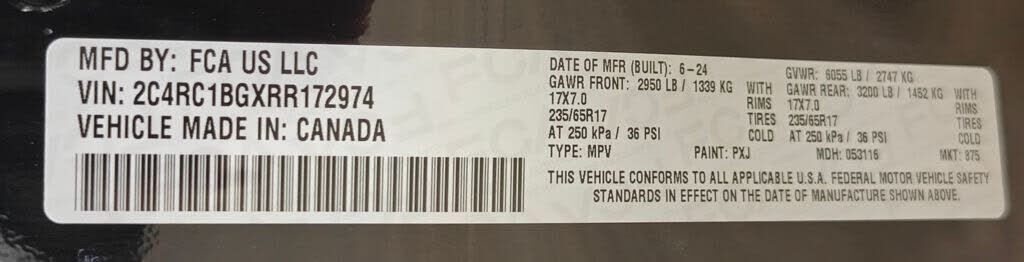 MFD BY: FCA US LLC
VIN: 2C4RC1BGXRR172974
VEHICLE MADE IN: CANADA
DATE OF MFR (BUILT): 6-24 GVWR: 6055 LB / 2747 KG
GAWR FRONT: 2950 LB / 1339 KG WITH GAWR REAR: 3200 LB / 1452 KG WITH
17X7.0 RIMS 17X7.0 RIMS
235/65R17 TIRES 235/65R17 TIRES
AT 250 kPa / 36 PSI COLD AT 250 kPa / 36 PSI COLD
TYPE: MPV PAINT: PXJ MDH: 053116 MKT: 875
THIS VEHICLE CONFORMS TO ALL APPLICABLE U.S.A. FEDERAL MOTOR VEHICLE SAFETY
STANDARDS IN EFFECT ON THE DATE OF MANUFACTURE SHOWN ABOVE.